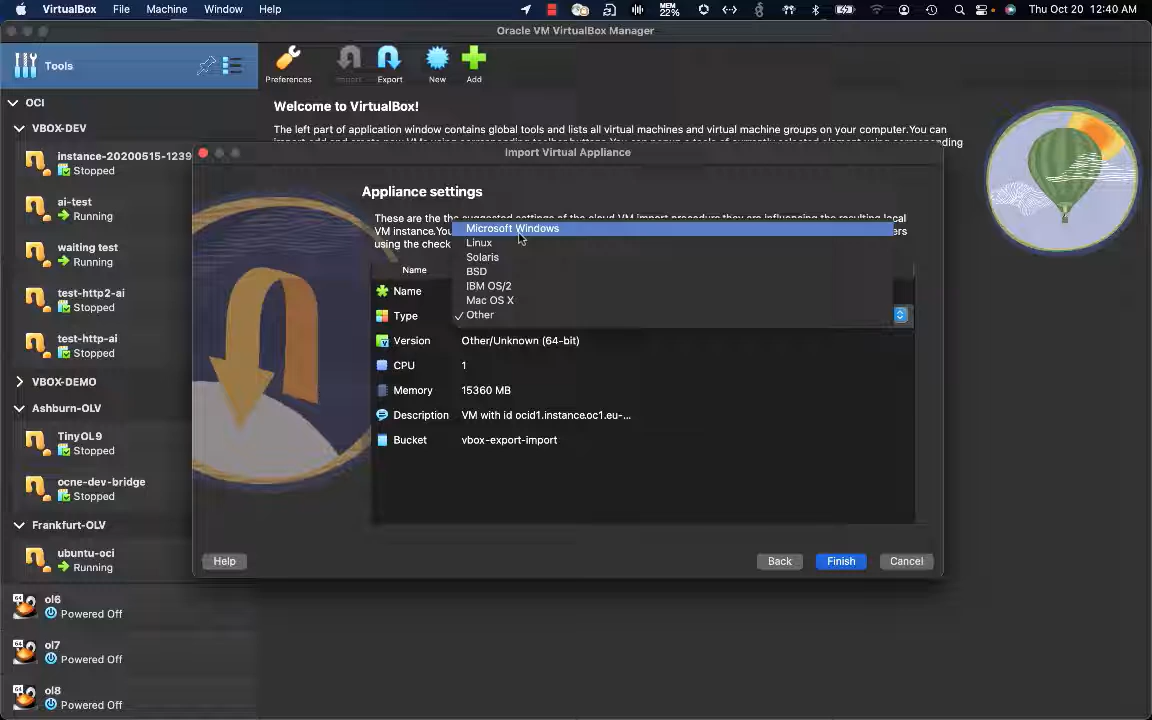 VirtualBox File Machine Window Help MEM 22% Thu Oct 20 12:40 AM
Oracle VM VirtualBox Manager
Tools
Preferences Import Export New Add
OCI
VBOX-DEV
instance-20200515-1239
Stopped
ai-test
Running
waiting test
Running
test-http2-ai
Stopped
test-http-ai
Stopped
VBOX-DEMO
Ashburn-OLV
TinyOL9
Stopped
ocne-dev-bridge
Stopped
Frankfurt-OLV
ubuntu-oci
Running
64 ol6
Powered Off
64 ol7
Powered Off
64 ol8
Powered Off
Welcome to VirtualBox!
The left part of application window contains global tools and lists all virtual machines and virtual machine groups on your computer.You can
Import Virtual Appliance
Appliance settings
These are the the suggested settings of the cloud VM import procedure,they are influencing the resulting local
VM instance.You
using the check
Microsoft Windows
Linux
Solaris
BSD
IBM OS/2
Mac OS X
✓ Other
Name
Name
Type
Version Other/Unknown (64-bit)
CPU 1
Memory 15360 MB
Description VM with id ocid1.instance.oc1.eu-...
Bucket vbox-export-import
Help Back Finish Cancel